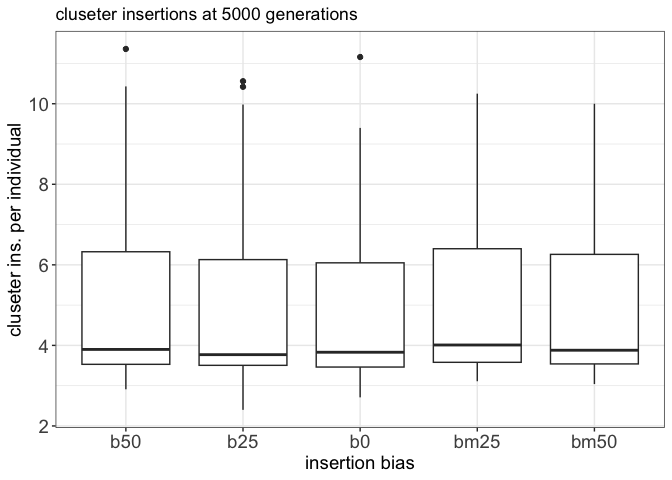 cluseter insertions at 5000 generations
cluseter ins. per individual
10
8
6
4
2
b50 b25 b0 bm25 bm50
insertion bias